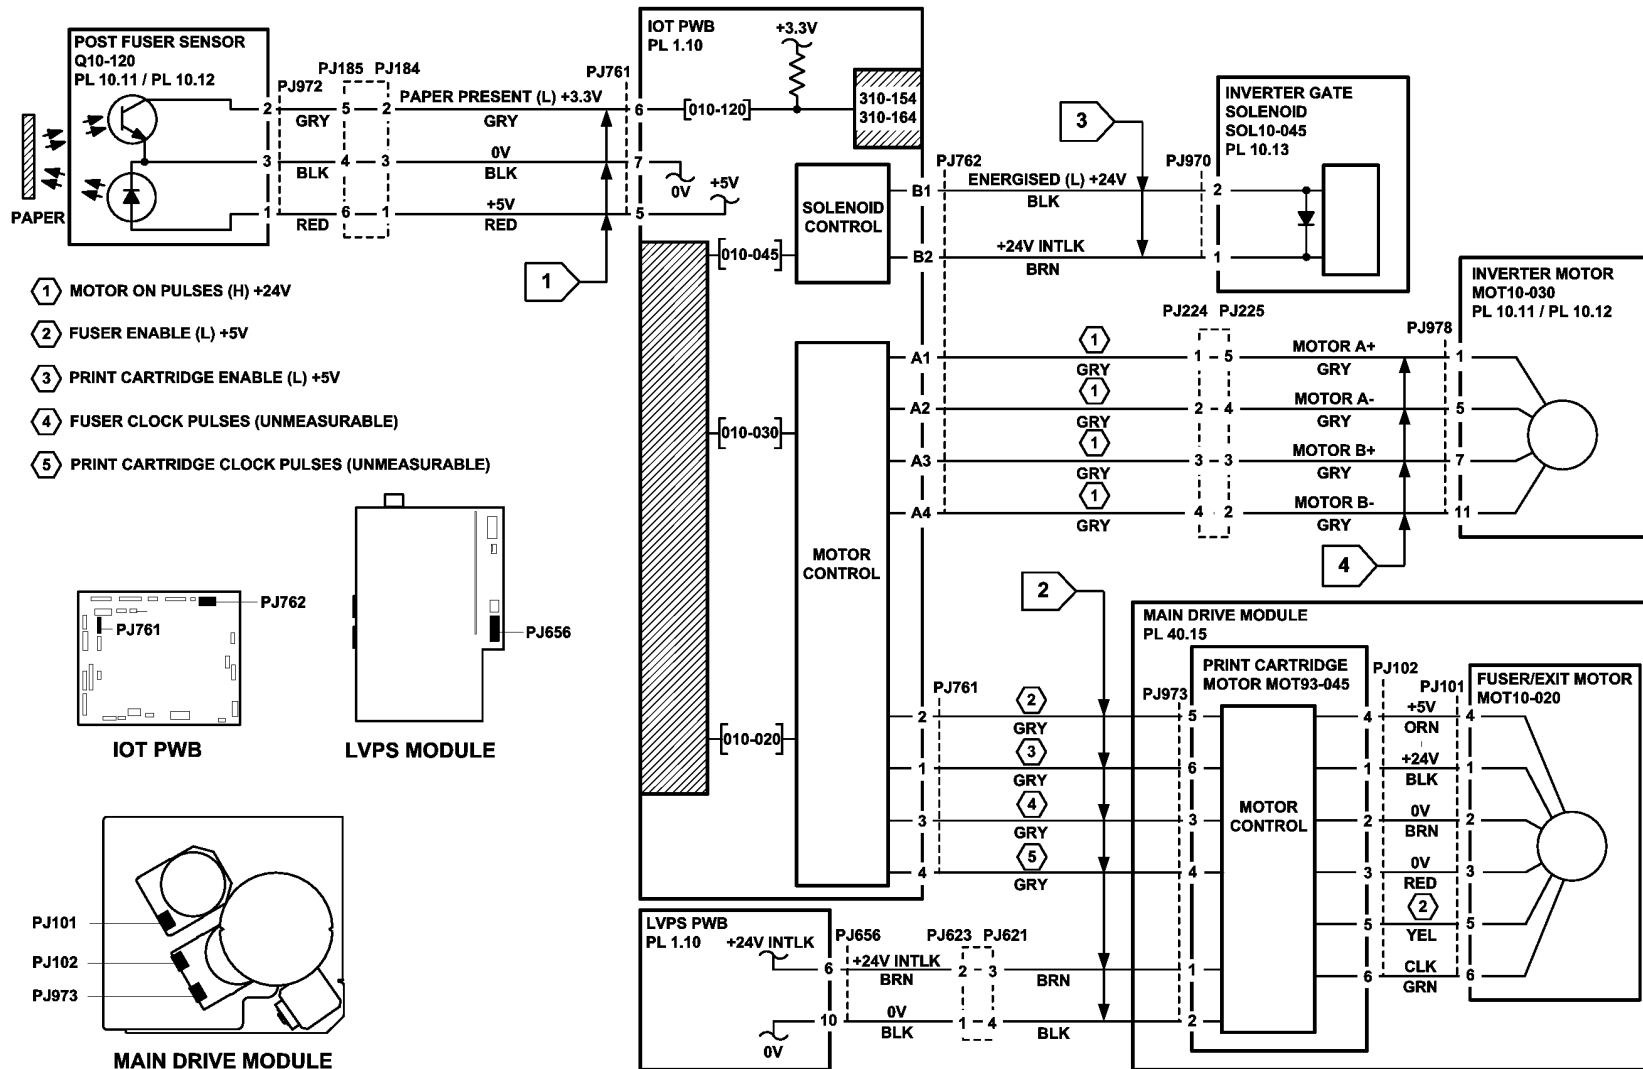 POST FUSER SENSOR
Q10-120
PL 10.11 / PL 10.12
PAPER
PJ972
PJ185 PJ184
PJ761
2 GRY 5 2 PAPER PRESENT (L) +3.3V GRY 6
3 BLK 4 3 0V BLK 7
1 RED 6 1 +5V RED 5
1
IOT PWB
PL 1.10
+3.3V
[010-120]
310-154
310-164
0V
+5V
[010-045]
SOLENOID
CONTROL
PJ762
B1 ENERGISED (L) +24V BLK 2
B2 +24V INTLK BRN 1
3
PJ970
INVERTER GATE
SOLENOID
SOL10-045
PL 10.13
1 MOTOR ON PULSES (H) +24V
2 FUSER ENABLE (L) +5V
3 PRINT CARTRIDGE ENABLE (L) +5V
4 FUSER CLOCK PULSES (UNMEASURABLE)
5 PRINT CARTRIDGE CLOCK PULSES (UNMEASURABLE)
[010-030]
MOTOR
CONTROL
PJ224 PJ225
PJ978
INVERTER MOTOR
MOT10-030
PL 10.11 / PL 10.12
A1 1 GRY 1 5 MOTOR A+ GRY 1
A2 1 GRY 2 4 MOTOR A- GRY 5
A3 1 GRY 3 3 MOTOR B+ GRY 7
A4 1 GRY 4 2 MOTOR B- GRY 11
4
2
PJ762
PJ761
IOT PWB
PJ656
LVPS MODULE
[010-020]
PJ761
2 2 GRY 5
1 3 GRY 6
3 4 GRY 3
4 5 GRY 4
PJ973
MAIN DRIVE MODULE
PL 40.15
PRINT CARTRIDGE
MOTOR MOT93-045
MOTOR
CONTROL
PJ102
PJ101
FUSER/EXIT MOTOR
MOT10-020
4 +5V ORN 4
1 +24V BLK 1
2 0V BRN 2
3 0V RED 3
5 2 YEL 5
6 CLK GRN 6
LVPS PWB
PL 1.10
+24V INTLK
0V
PJ656
PJ623 PJ621
6 +24V INTLK BRN 2 3 BRN 1
10 0V BLK 1 4 BLK 2
PJ101
PJ102
PJ973
MAIN DRIVE MODULE